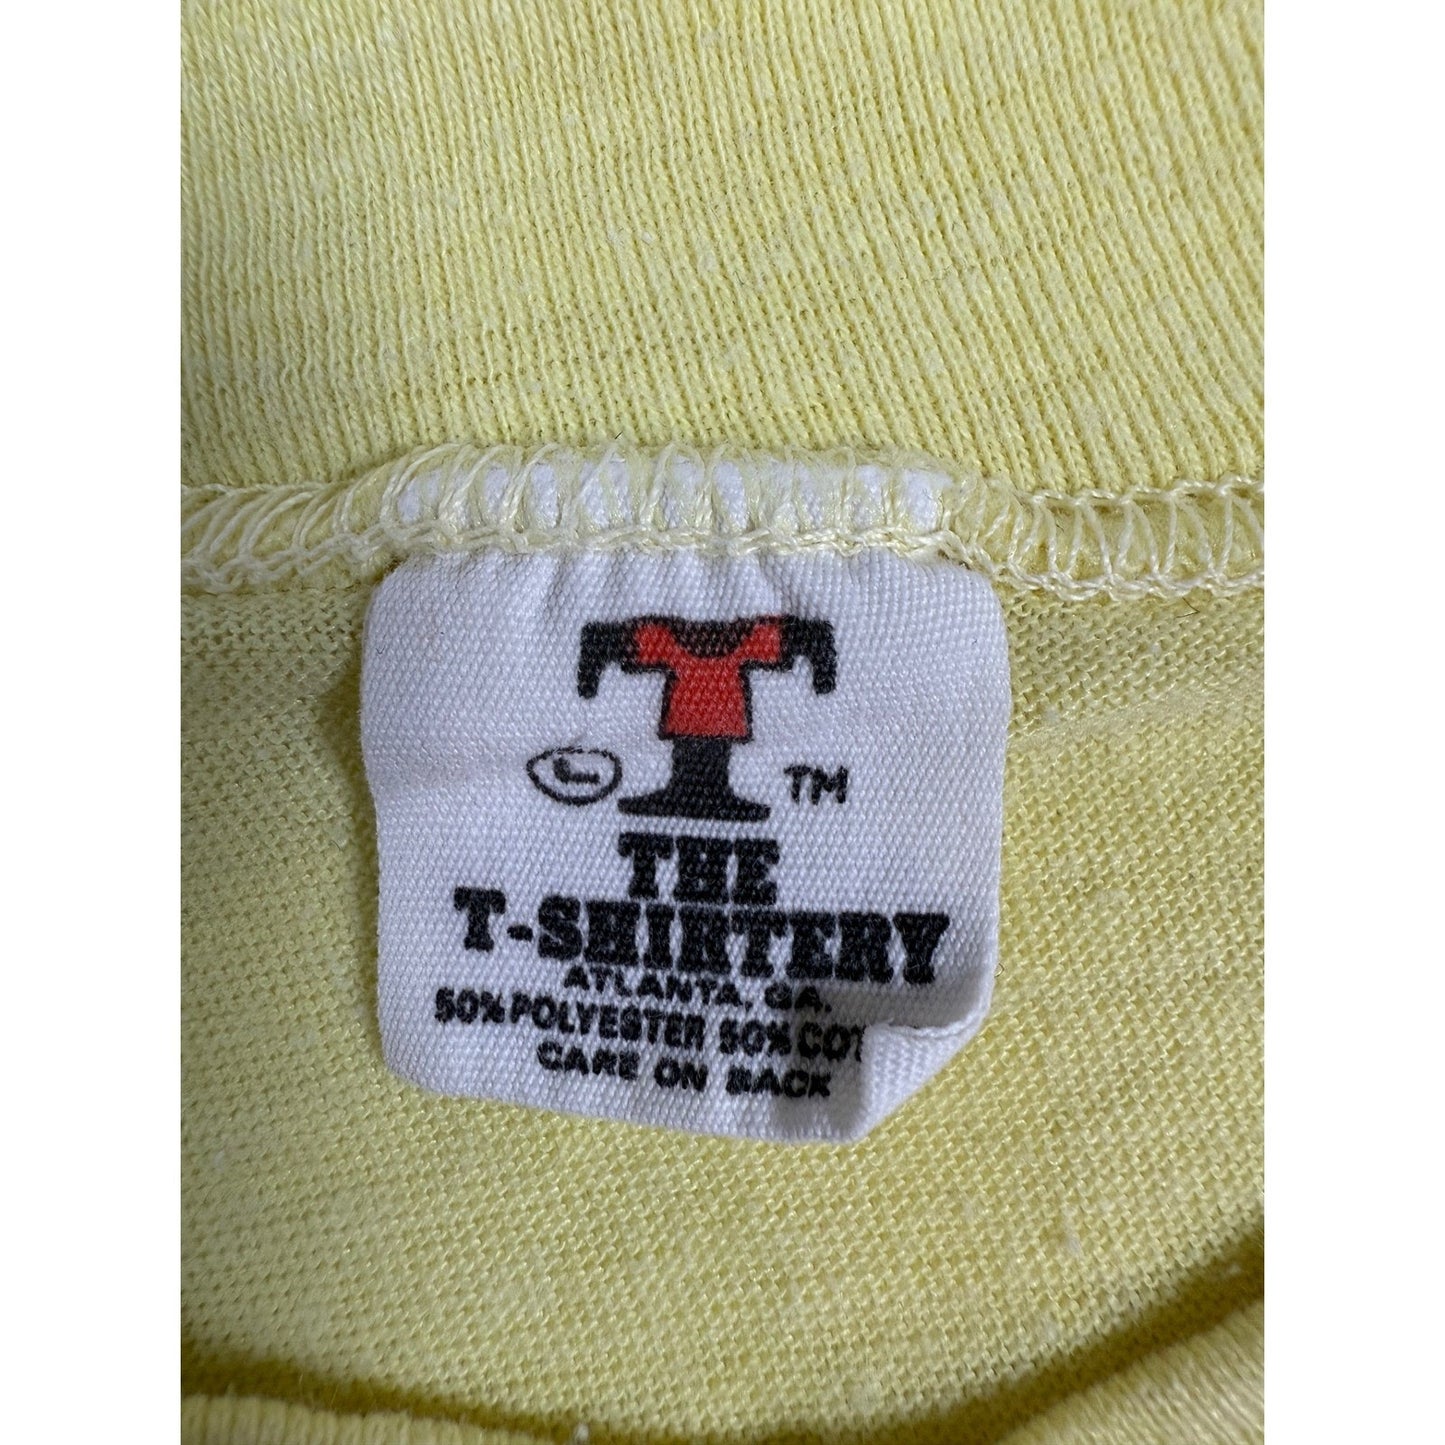 L TM
THE
T-SHIRTERY
ATLANTA, GA.
50% POLYESTER 50% COT
CARE ON BACK